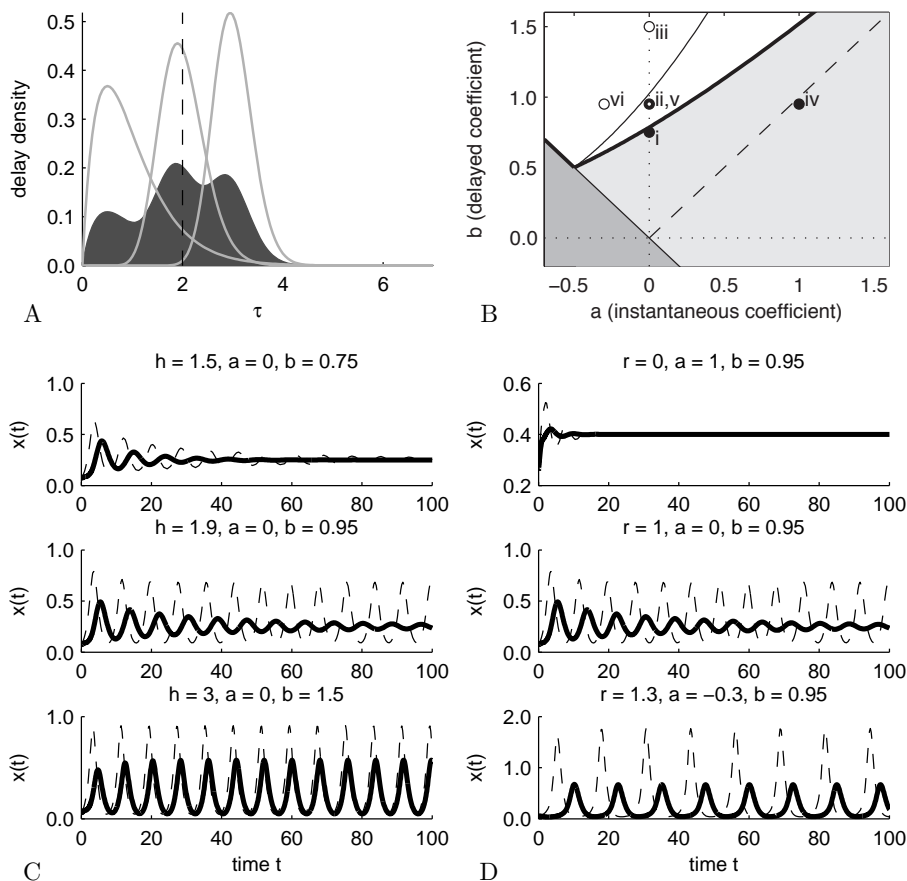 0.5
0.4
0.3
0.2
0.1
0.0
delay density
0 2 4 6
τ
A
1.5
1.0
0.5
0.0
b (delayed coefficient)
iii
vi
ii,v
i
iv
−0.5 0 0.5 1 1.5
a (instantaneous coefficient)
B
h = 1.5, a = 0, b = 0.75
1.0
0.5
0.0
x(t)
0 20 40 60 80 100
h = 1.9, a = 0, b = 0.95
1.0
0.5
0.0
x(t)
0 20 40 60 80 100
h = 3, a = 0, b = 1.5
1.0
0.5
0.0
x(t)
0 20 40 60 80 100
time t
C
r = 0, a = 1, b = 0.95
0.6
0.4
0.2
x(t)
0 20 40 60 80 100
r = 1, a = 0, b = 0.95
1.0
0.5
0.0
x(t)
0 20 40 60 80 100
r = 1.3, a = −0.3, b = 0.95
2.0
1.0
0.0
x(t)
0 20 40 60 80 100
time t
D